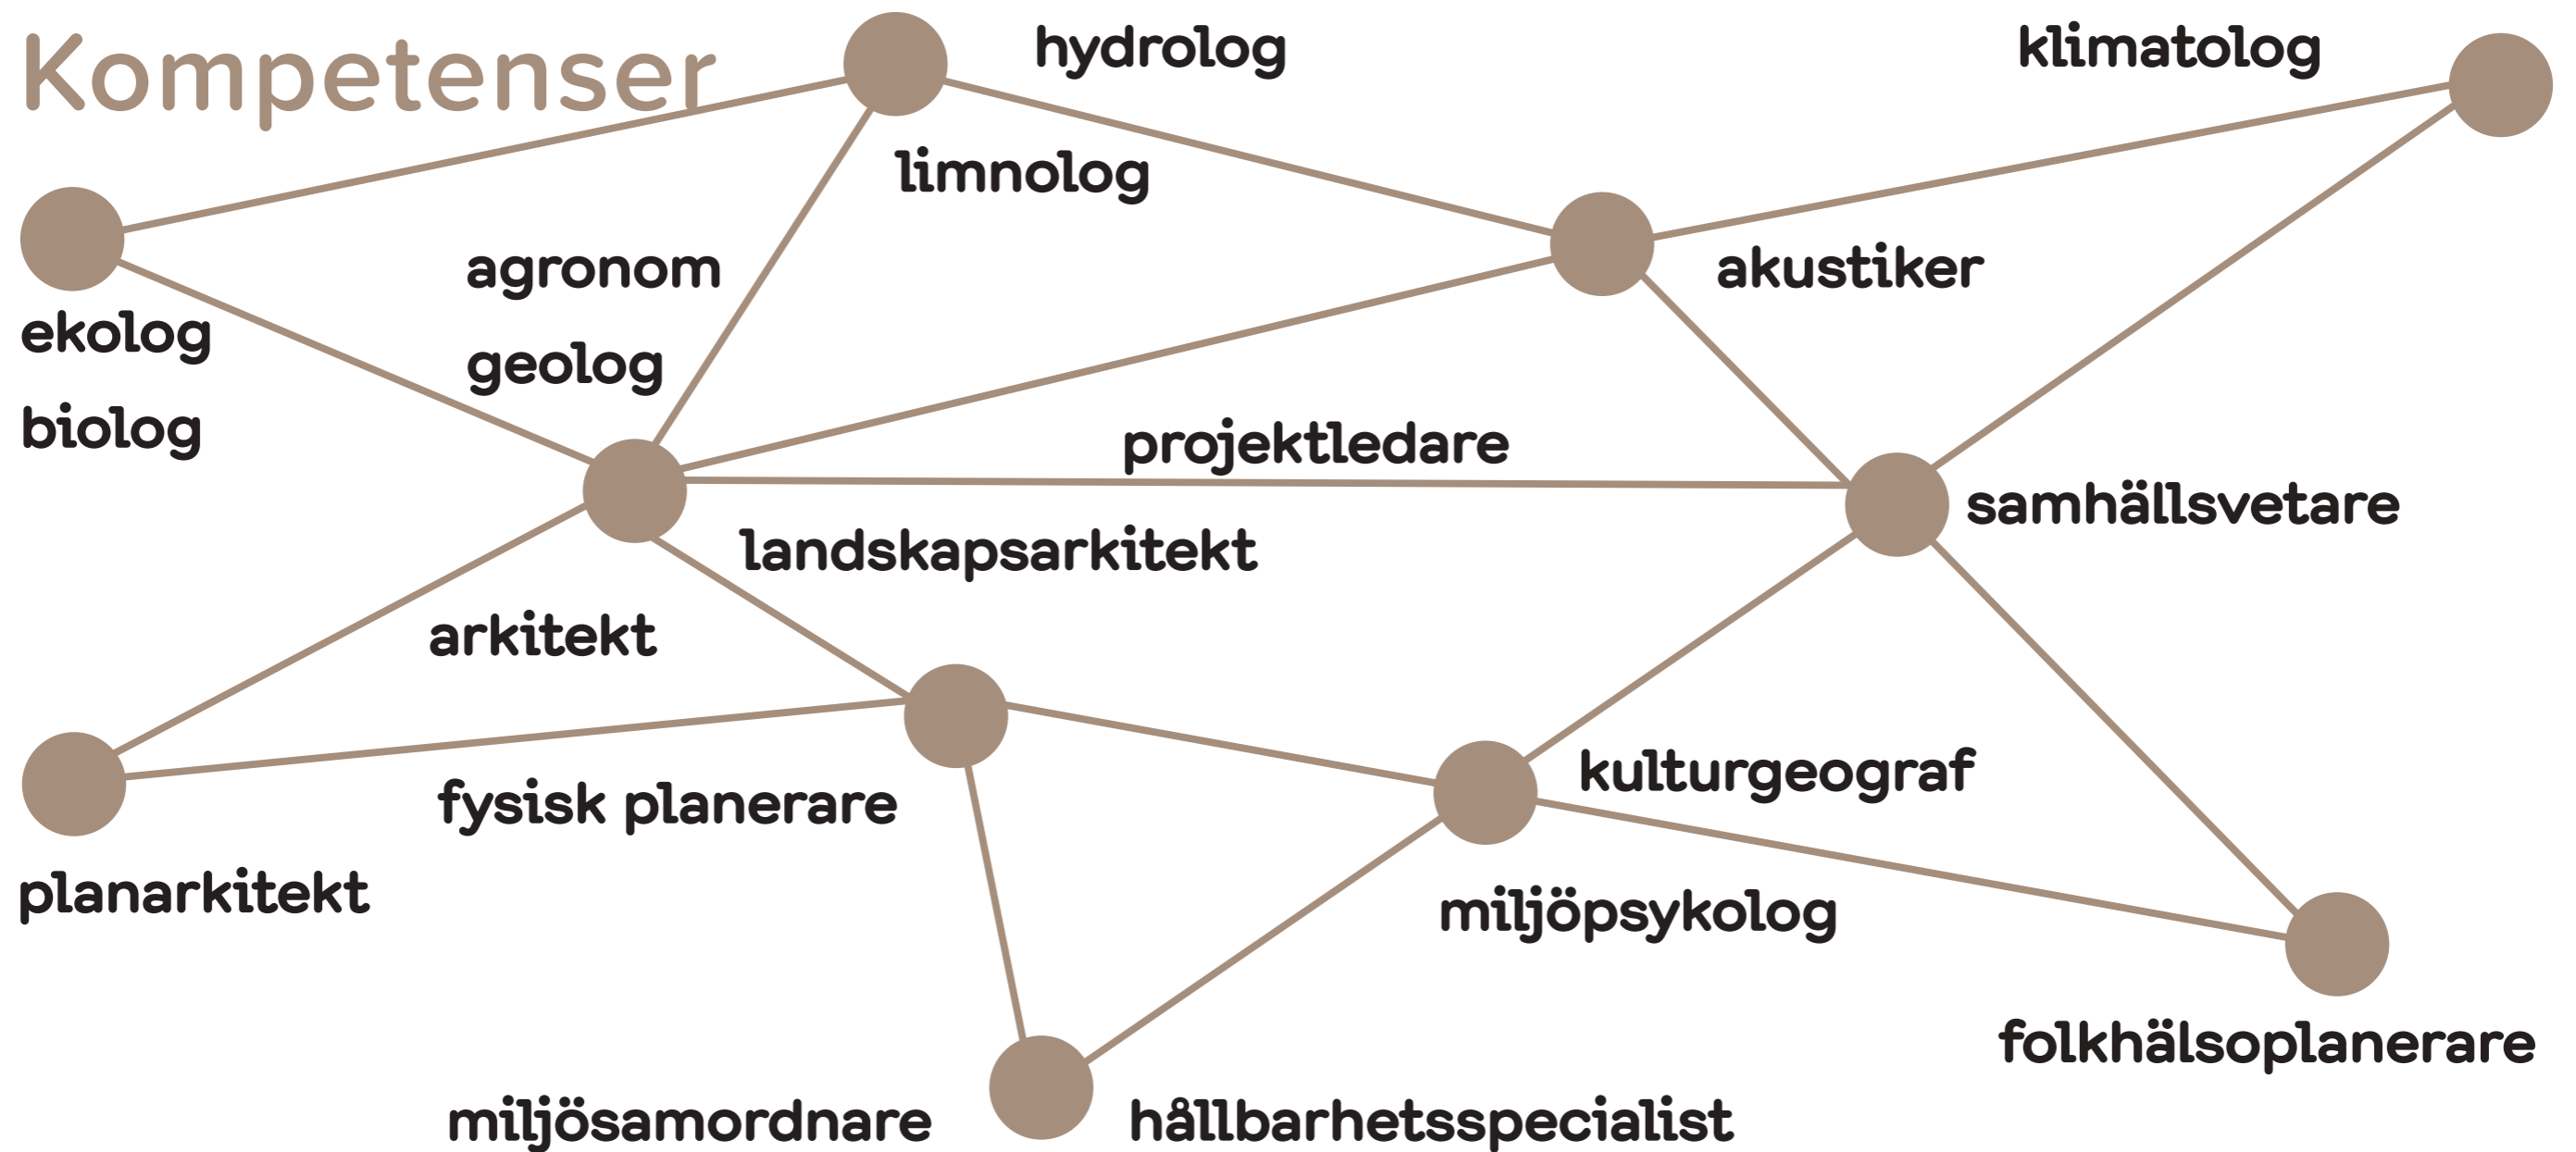 Kompetenser
hydrolog
klimatolog
limnolog
agronom
akustiker
ekolog
geolog
biolog
projektledare
samhällsvetare
landskapsarkitekt
arkitekt
kulturgeograf
fysisk planerare
planarkitekt
miljöpsykolog
folkhälsoplanerare
miljösamordnare
hållbarhetsspecialist